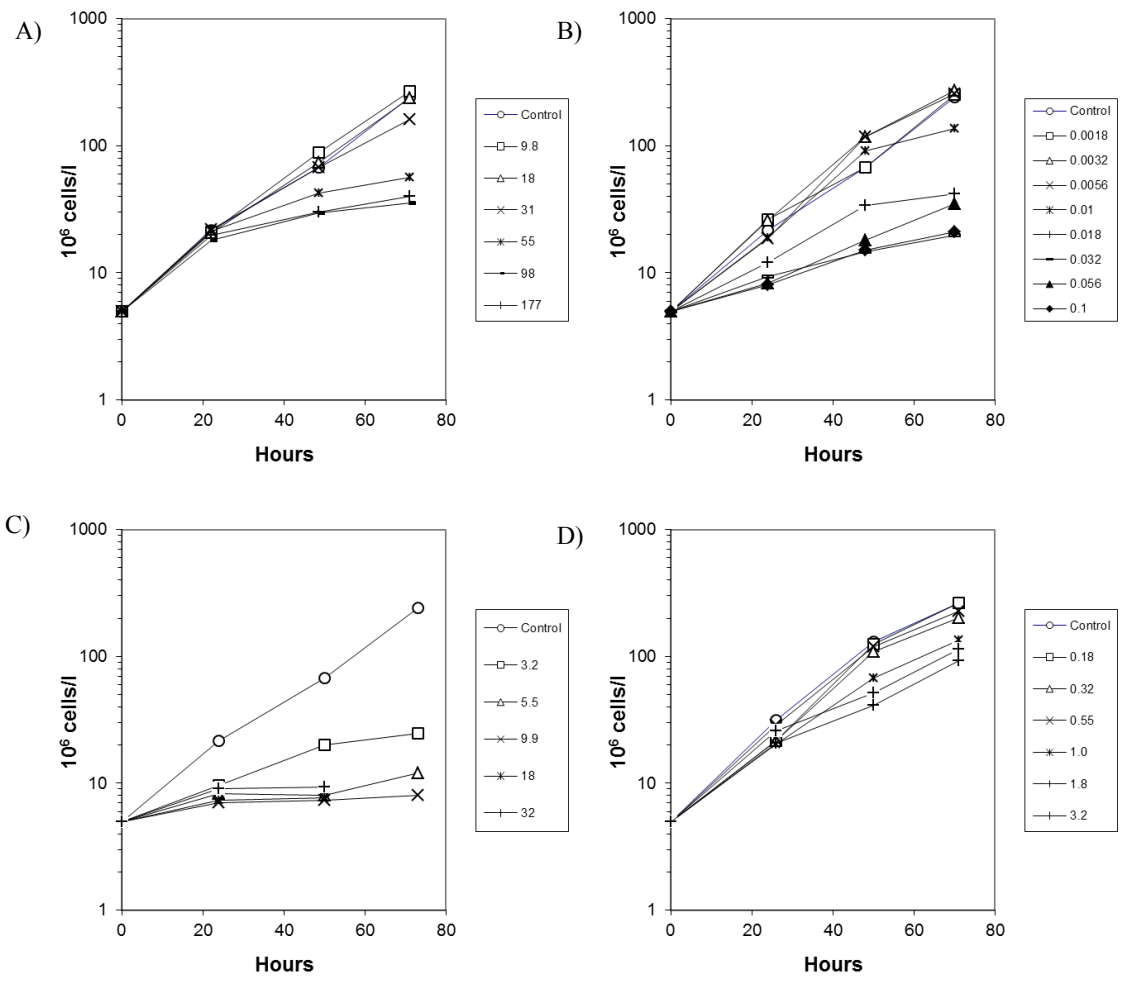 A)
1000
100
10
1
10⁶ cells/l
0 20 40 60 80
Hours
Control
9.8
18
31
55
98
177
B)
1000
100
10
1
10⁶ cells/l
0 20 40 60 80
Hours
Control
0.0018
0.0032
0.0056
0.01
0.018
0.032
0.056
0.1
C)
1000
100
10
1
10⁶ cells/l
0 20 40 60 80
Hours
Control
3.2
5.5
9.9
18
32
D)
1000
100
10
1
10⁶ cells/l
0 20 40 60 80
Hours
Control
0.18
0.32
0.55
1.0
1.8
3.2